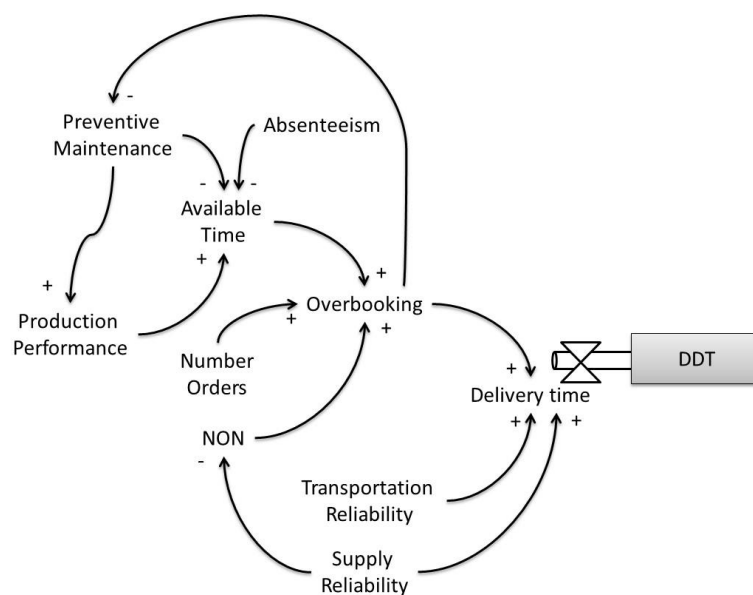 -
Preventive
Maintenance
Absenteeism
- -
Available
Time
+
+
+
Production
Performance
Overbooking
+
+
Number
Orders
DDT
+
Delivery time
+
+
NON
-
Transportation
Reliability
Supply
Reliability